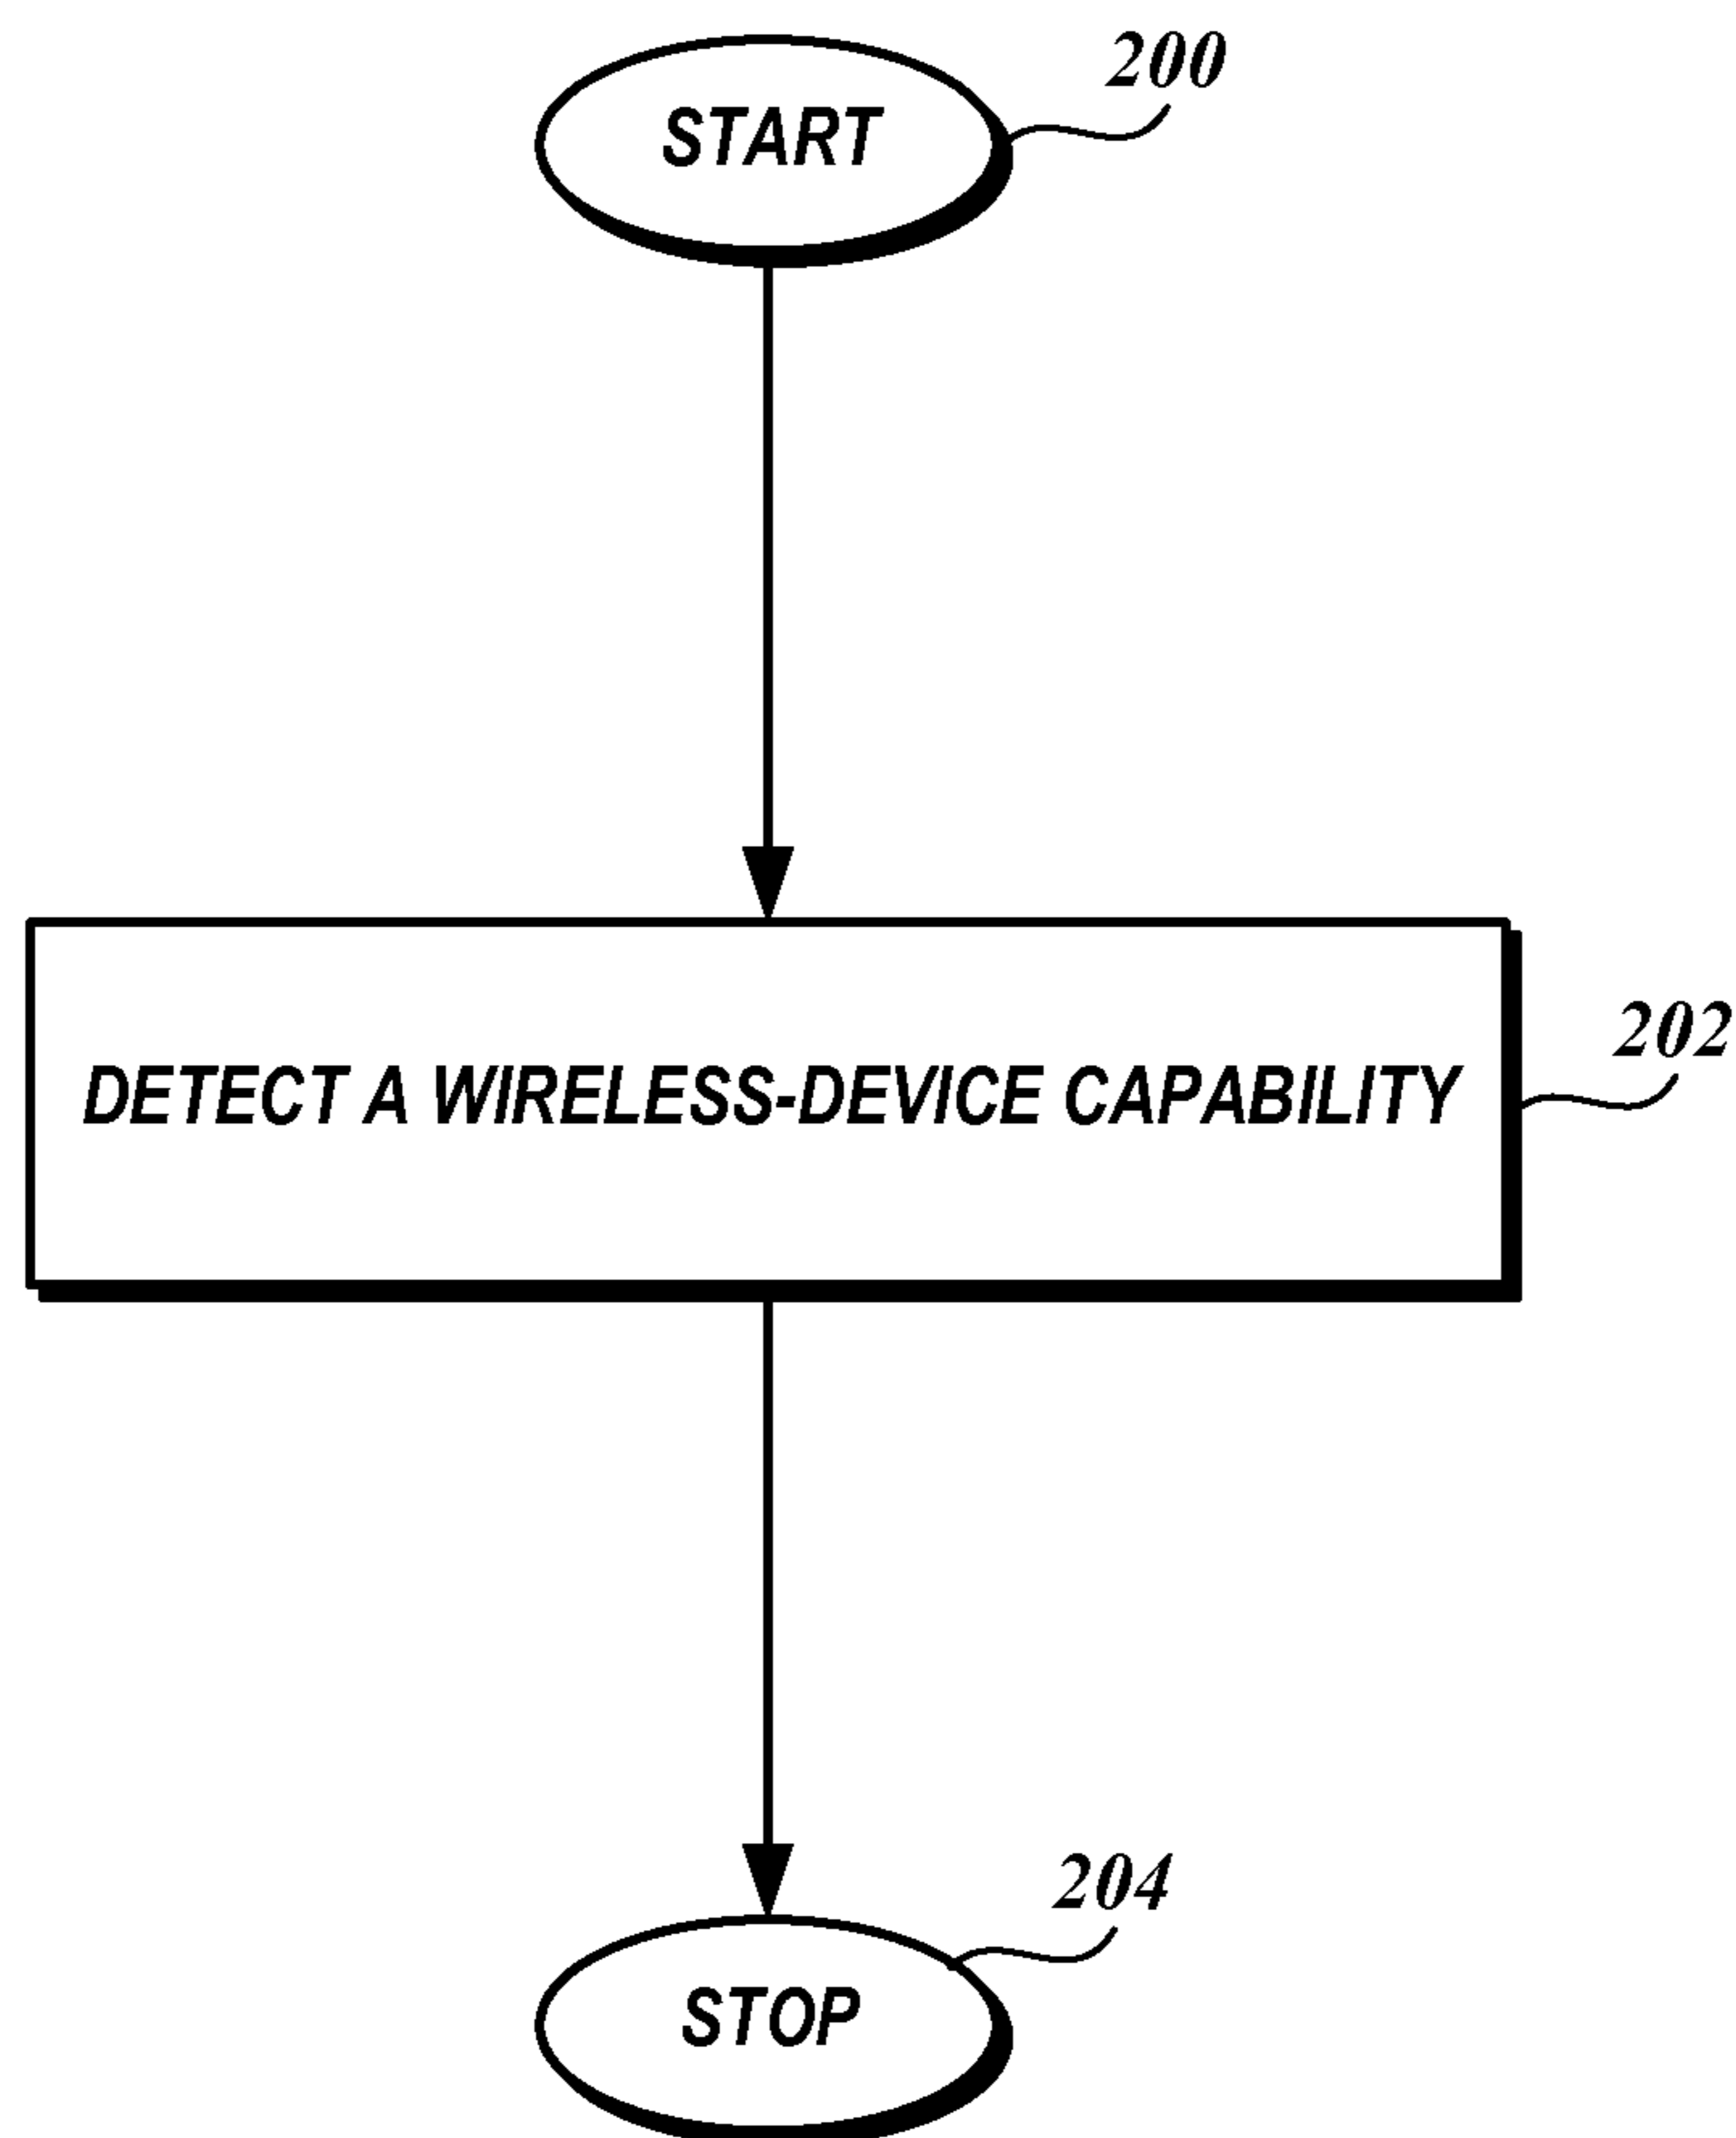 200
START
202
DETECT A WIRELESS-DEVICE CAPABILITY
204
STOP